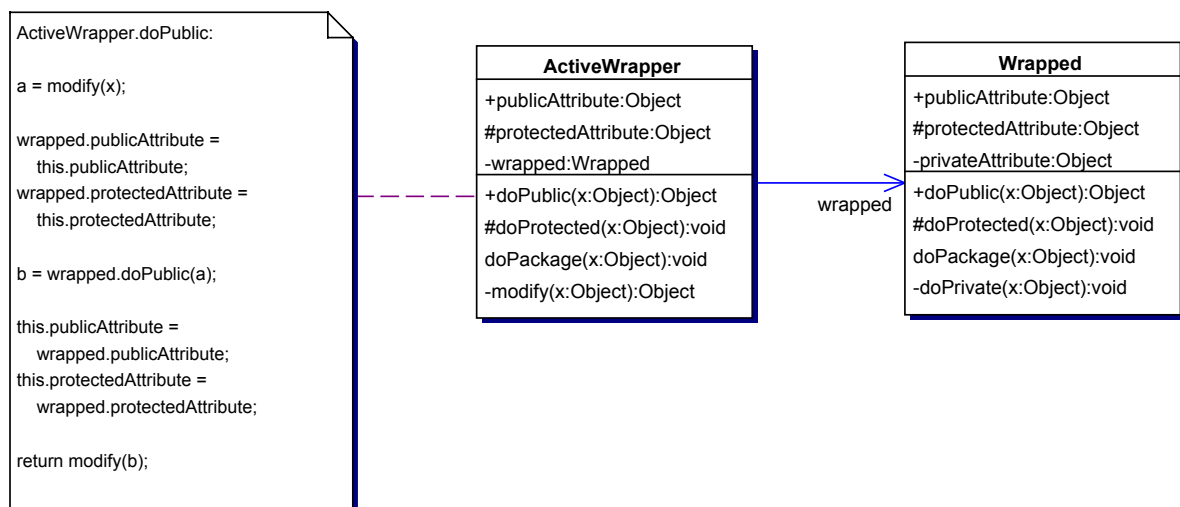 ActiveWrapper.doPublic:
a = modify(x);
wrapped.publicAttribute =
this.publicAttribute;
wrapped.protectedAttribute =
this.protectedAttribute;
b = wrapped.doPublic(a);
this.publicAttribute =
wrapped.publicAttribute;
this.protectedAttribute =
wrapped.protectedAttribute;
return modify(b);
ActiveWrapper
+publicAttribute:Object
#protectedAttribute:Object
-wrapped:Wrapped
+doPublic(x:Object):Object
#doProtected(x:Object):void
doPackage(x:Object):void
-modify(x:Object):Object
wrapped
Wrapped
+publicAttribute:Object
#protectedAttribute:Object
-privateAttribute:Object
+doPublic(x:Object):Object
#doProtected(x:Object):void
doPackage(x:Object):void
-doPrivate(x:Object):void